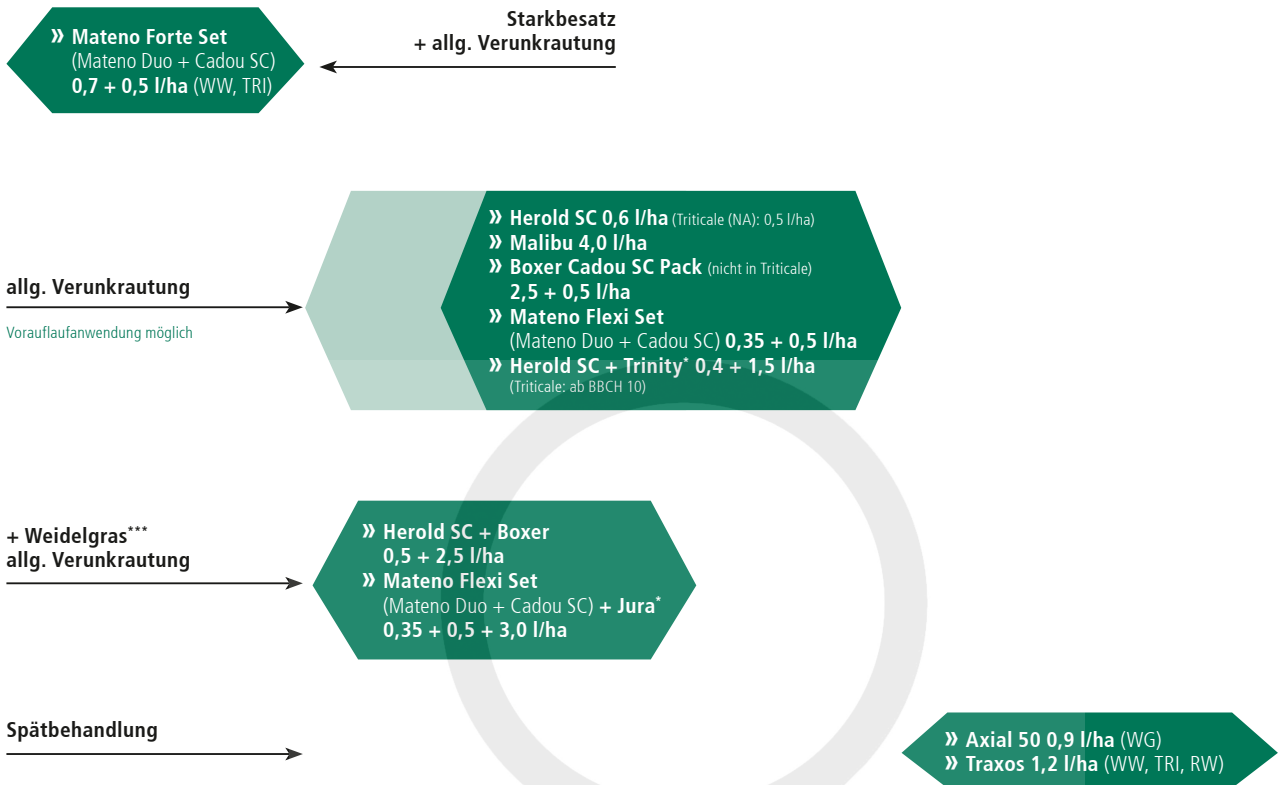 » Mateno Forte Set
(Mateno Duo + Cadou SC)
0,7 + 0,5 l/ha (WW, TRI)
Starkbesatz
+ allg. Verunkrautung
allg. Verunkrautung
Vorauflaufanwendung möglich
» Herold SC 0,6 l/ha (Triticale (NA): 0,5 l/ha)
» Malibu 4,0 l/ha
» Boxer Cadou SC Pack (nicht in Triticale)
2,5 + 0,5 l/ha
» Mateno Flexi Set
(Mateno Duo + Cadou SC) 0,35 + 0,5 l/ha
» Herold SC + Trinity* 0,4 + 1,5 l/ha
(Triticale: ab BBCH 10)
+ Weidelgras***
allg. Verunkrautung
» Herold SC + Boxer
0,5 + 2,5 l/ha
» Mateno Flexi Set
(Mateno Duo + Cadou SC) + Jura*
0,35 + 0,5 + 3,0 l/ha
Spätbehandlung
» Axial 50 0,9 l/ha (WG)
» Traxos 1,2 l/ha (WW, TRI, RW)